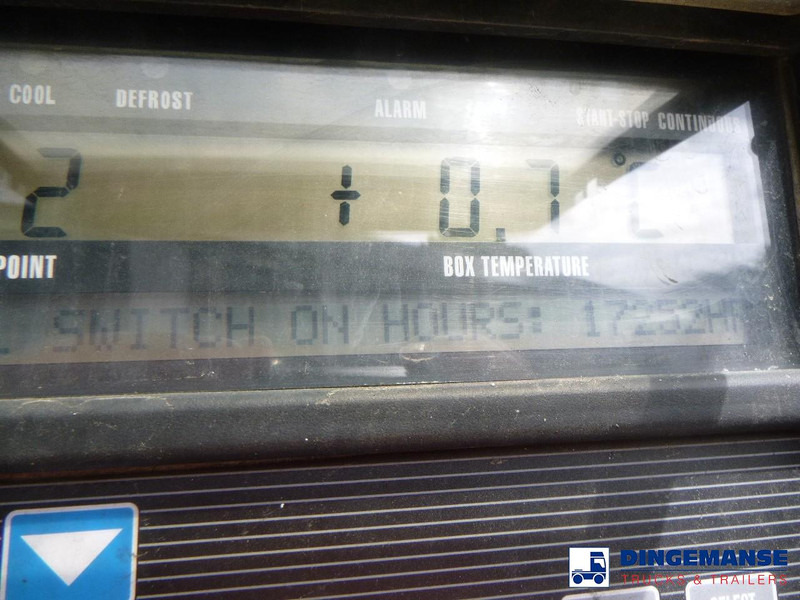 COOL DEFROST ALARM START-STOP CONTINUOUS
2 + 0.7 °C
POINT BOX TEMPERATURE
L SWITCH ON HOURS: 17252H
DINGEMANSE
TRUCKS & TRAILERS
SELECT